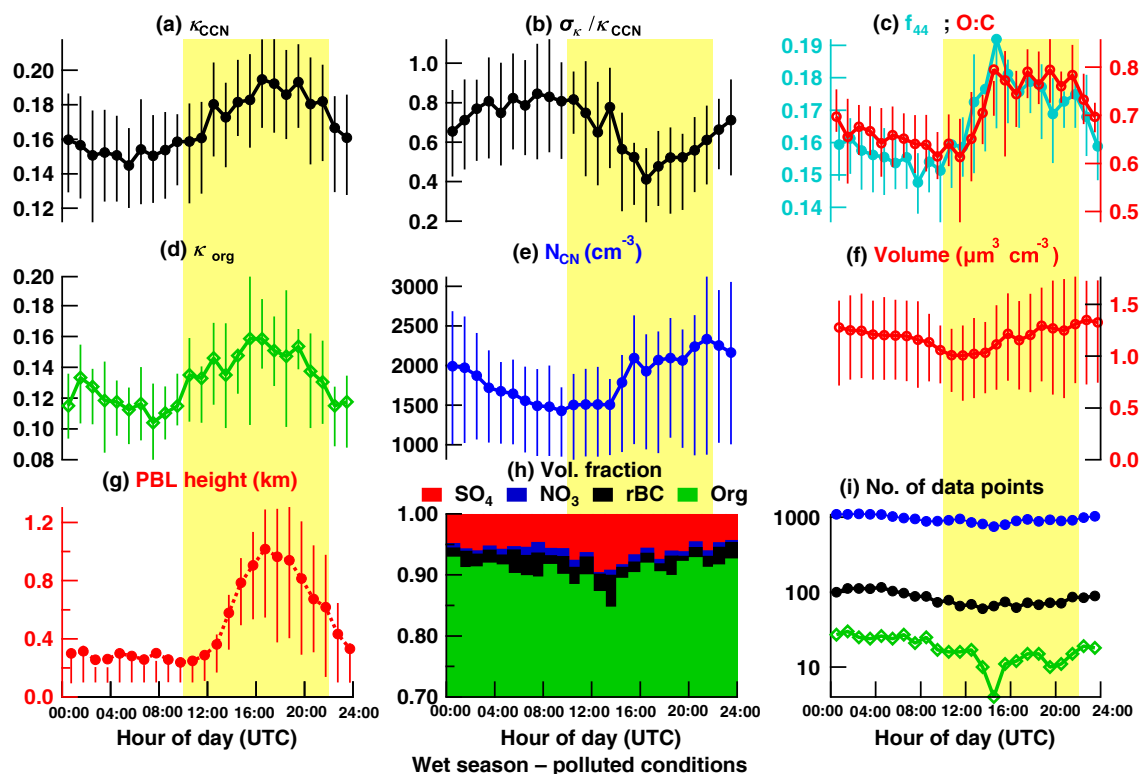 (a) κCCN
(b) σκ /κCCN
(c) f44 ; O:C
0.20
0.18
0.16
0.14
0.12
1.0
0.8
0.6
0.4
0.2
0.19
0.18
0.17
0.16
0.15
0.14
0.8
0.7
0.6
0.5
(d) κ org
(e) NCN (cm−3)
(f) Volume (µm3 cm−3)
0.20
0.18
0.16
0.14
0.12
0.10
0.08
3000
2500
2000
1500
1000
1.5
1.0
0.5
0.0
(g) PBL height (km)
(h) Vol. fraction
SO4 NO3 rBC Org
(i) No. of data points
1.2
0.8
0.4
0.0
1.00
0.90
0.80
0.70
1000
100
10
00:00 04:00 08:00 12:00 16:00 20:00 24:00
00:00 04:00 08:00 12:00 16:00 20:00 24:00
00:00 04:00 08:00 12:00 16:00 20:00 24:00
Hour of day (UTC)
Hour of day (UTC)
Hour of day (UTC)
Wet season – polluted conditions